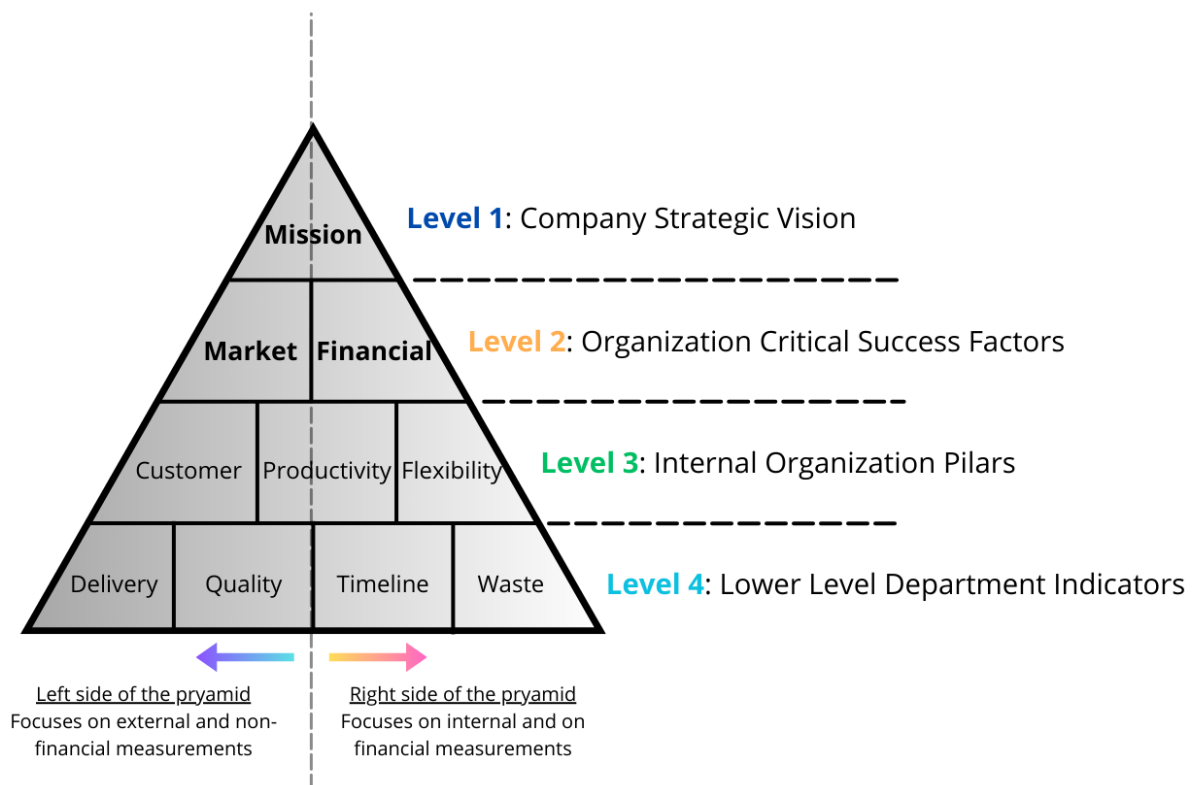 Mission
Level 1: Company Strategic Vision
Market
Financial
Level 2: Organization Critical Success Factors
Customer
Productivity
Flexibility
Level 3: Internal Organization Pilars
Delivery
Quality
Timeline
Waste
Level 4: Lower Level Department Indicators
Left side of the pryamid
Focuses on external and non-
financial measurements
Right side of the pryamid
Focuses on internal and on
financial measurements